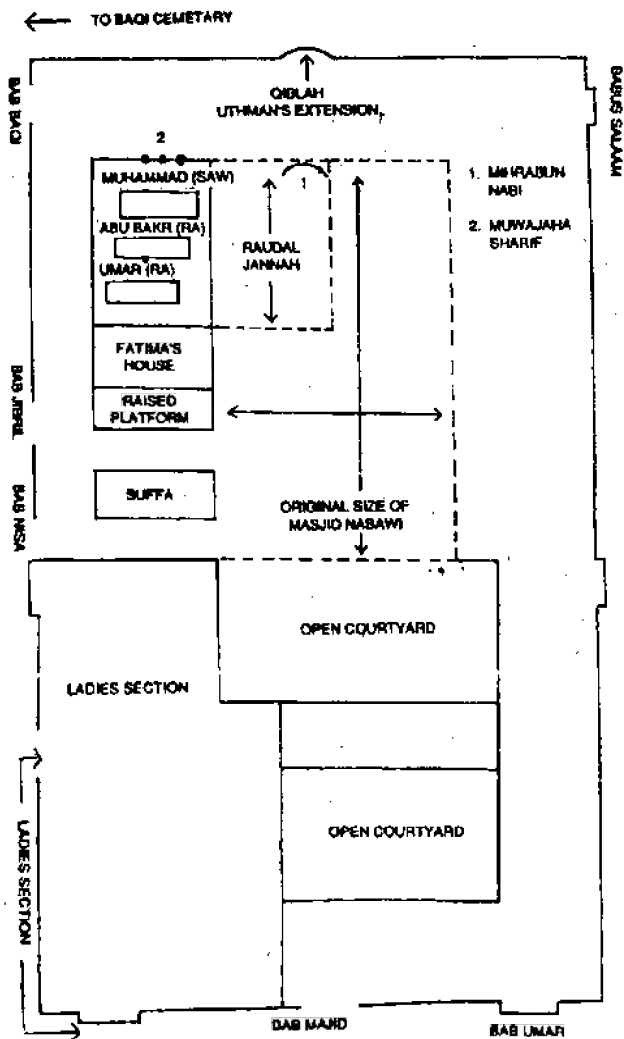 TO BAQI CEMETARY
BAB BAQI
QIBLAH
UTHMAN'S EXTENSION
BABUS SALAAM
2
MUHAMMAD (SAW)
ABU BAKR (RA)
UMAR (RA)
1
RAUDAL
JANNAH
1. MIHRABUN
NABI
2. MUWAJAHA
SHARIF
FATIMA'S
HOUSE
RAISED
PLATFORM
BAB JIBRIL
SUFFA
BAB NISA
ORIGINAL SIZE OF
MASJID NABAWI
OPEN COURTYARD
LADIES SECTION
OPEN COURTYARD
LADIES SECTION
BAB MAJID
BAB UMAR